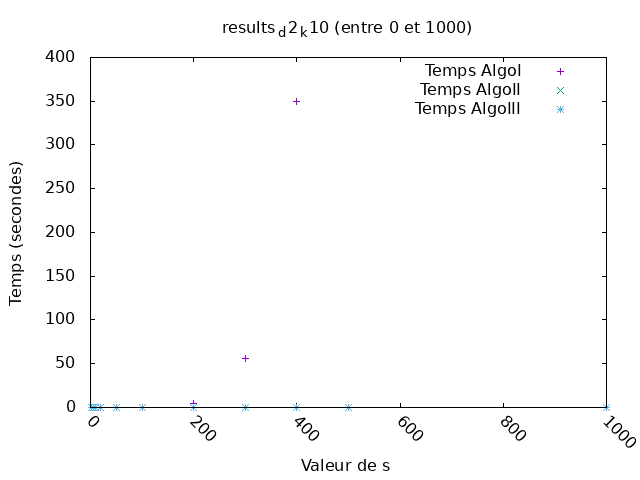 results_d2_k10 (entre 0 et 1000)
400
350
300
250
200
150
100
50
0
Temps (secondes)
Temps AlgoI
Temps AlgoII
Temps AlgoIII
0
200
400
600
800
1000
Valeur de s